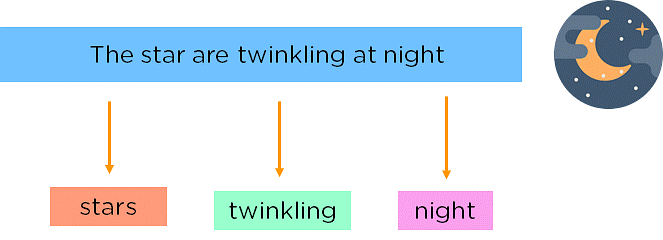 The star are twinkling at night
stars
twinkling
night